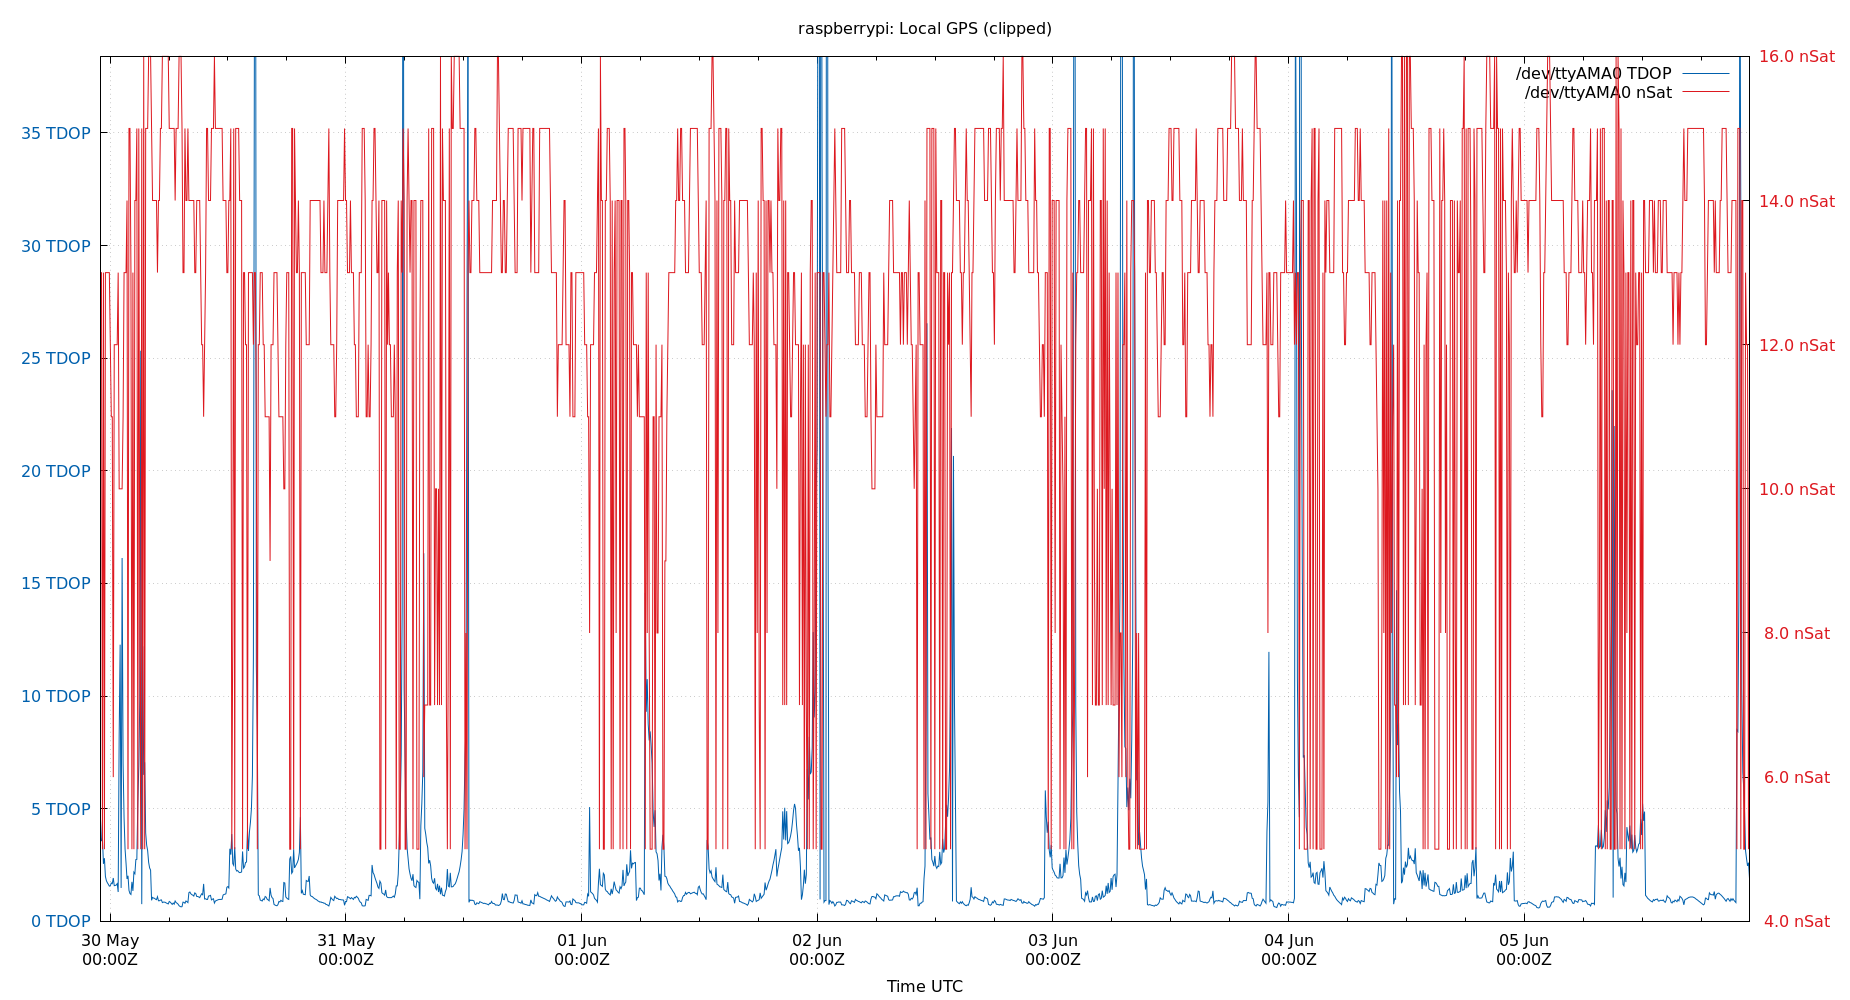 raspberrypi: Local GPS (clipped)
16.0 nSat
/dev/ttyAMA0 TDOP
/dev/ttyAMA0 nSat
35 TDOP
14.0 nSat
30 TDOP
25 TDOP
12.0 nSat
20 TDOP
10.0 nSat
15 TDOP
8.0 nSat
10 TDOP
6.0 nSat
5 TDOP
0 TDOP
4.0 nSat
30 May 31 May 01 Jun 02 Jun 03 Jun 04 Jun 05 Jun
00:00Z 00:00Z 00:00Z 00:00Z 00:00Z 00:00Z 00:00Z
Time UTC